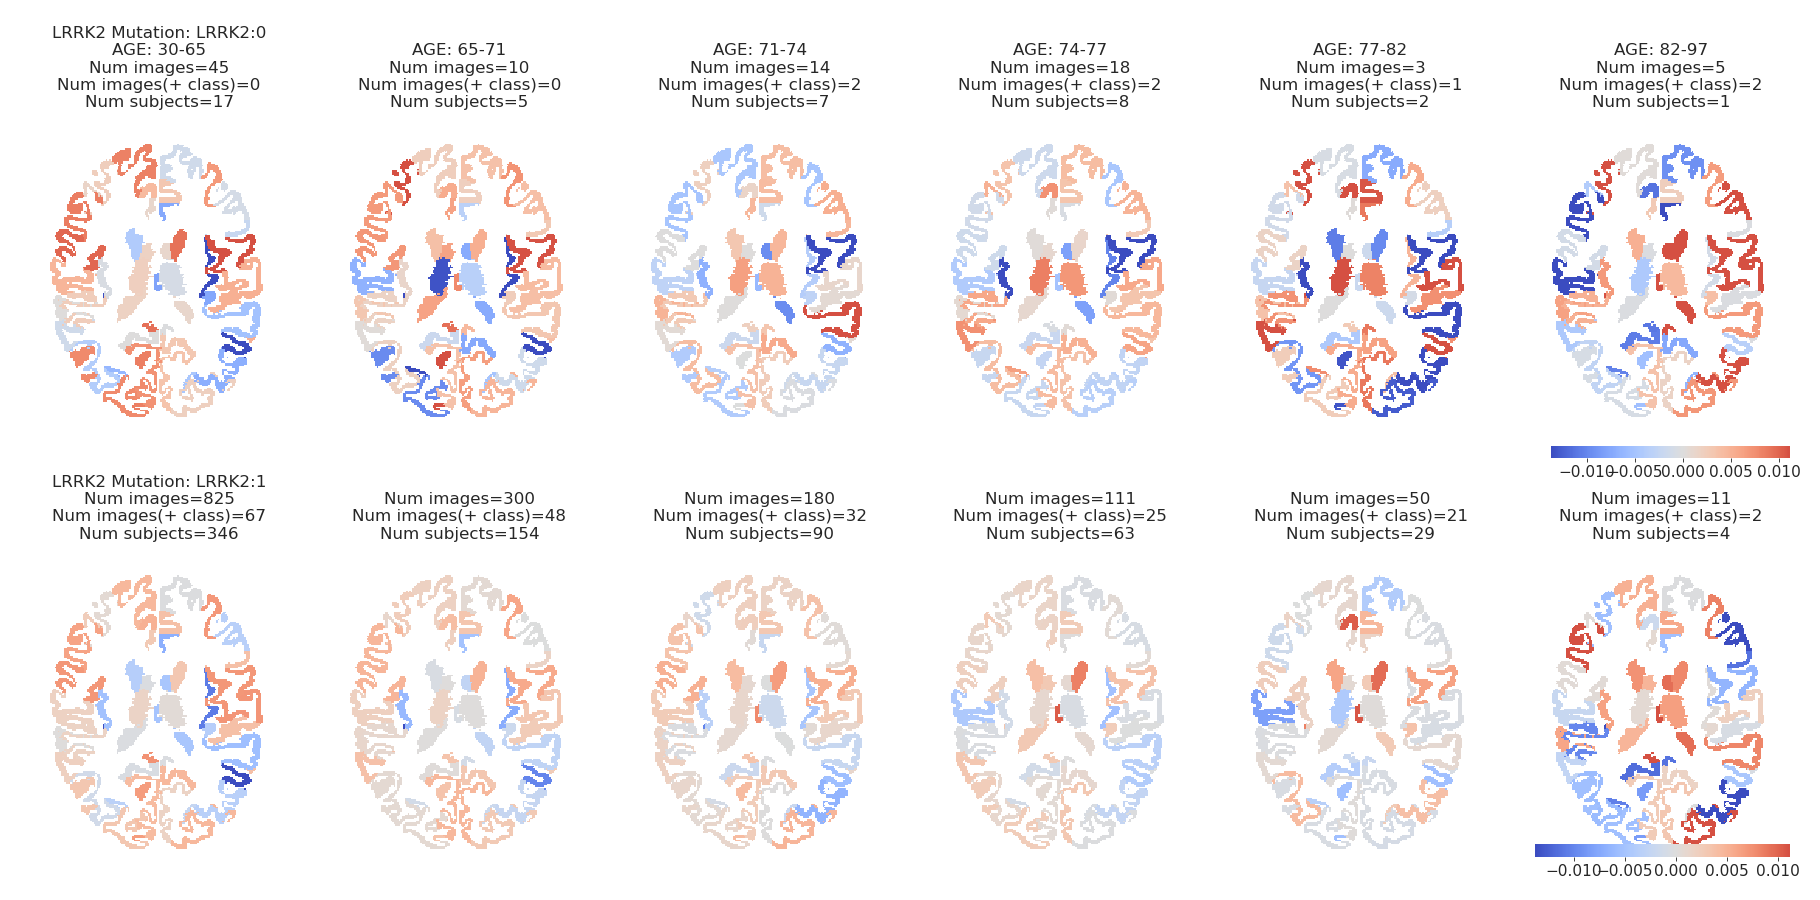 LRRK2 Mutation: LRRK2:0
AGE: 30-65
Num images=45
Num images(+ class)=0
Num subjects=17
AGE: 65-71
Num images=10
Num images(+ class)=0
Num subjects=5
AGE: 71-74
Num images=14
Num images(+ class)=2
Num subjects=7
AGE: 74-77
Num images=18
Num images(+ class)=2
Num subjects=8
AGE: 77-82
Num images=3
Num images(+ class)=1
Num subjects=2
AGE: 82-97
Num images=5
Num images(+ class)=2
Num subjects=1
−0.010 −0.005 0.000 0.005 0.010
LRRK2 Mutation: LRRK2:1
Num images=825
Num images(+ class)=67
Num subjects=346
Num images=300
Num images(+ class)=48
Num subjects=154
Num images=180
Num images(+ class)=32
Num subjects=90
Num images=111
Num images(+ class)=25
Num subjects=63
Num images=50
Num images(+ class)=21
Num subjects=29
Num images=11
Num images(+ class)=2
Num subjects=4
−0.010 −0.005 0.000 0.005 0.010